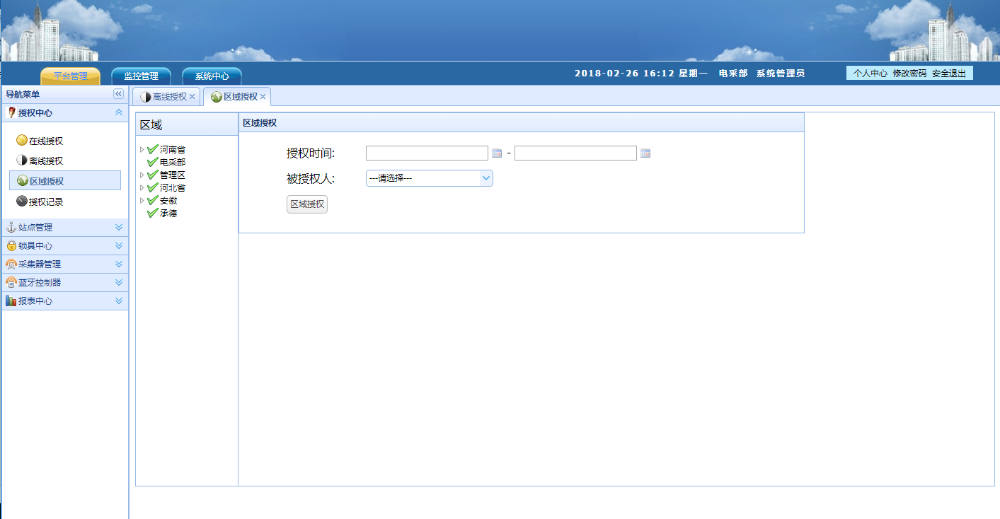 平台管理 监控管理 系统中心 2018-02-26 16:12 星期一 电采部 系统管理员 个人中心 修改密码 安全退出
导航菜单
授权中心
在线授权
离线授权
区域授权
授权记录
站点管理
锁具中心
采集器管理
蓝牙控制器
报表中心
离线授权 区域授权
区域
河南省
电采部
管理区
河北省
安徽
承德
区域授权
授权时间: -
被授权人: ---请选择---
区域授权